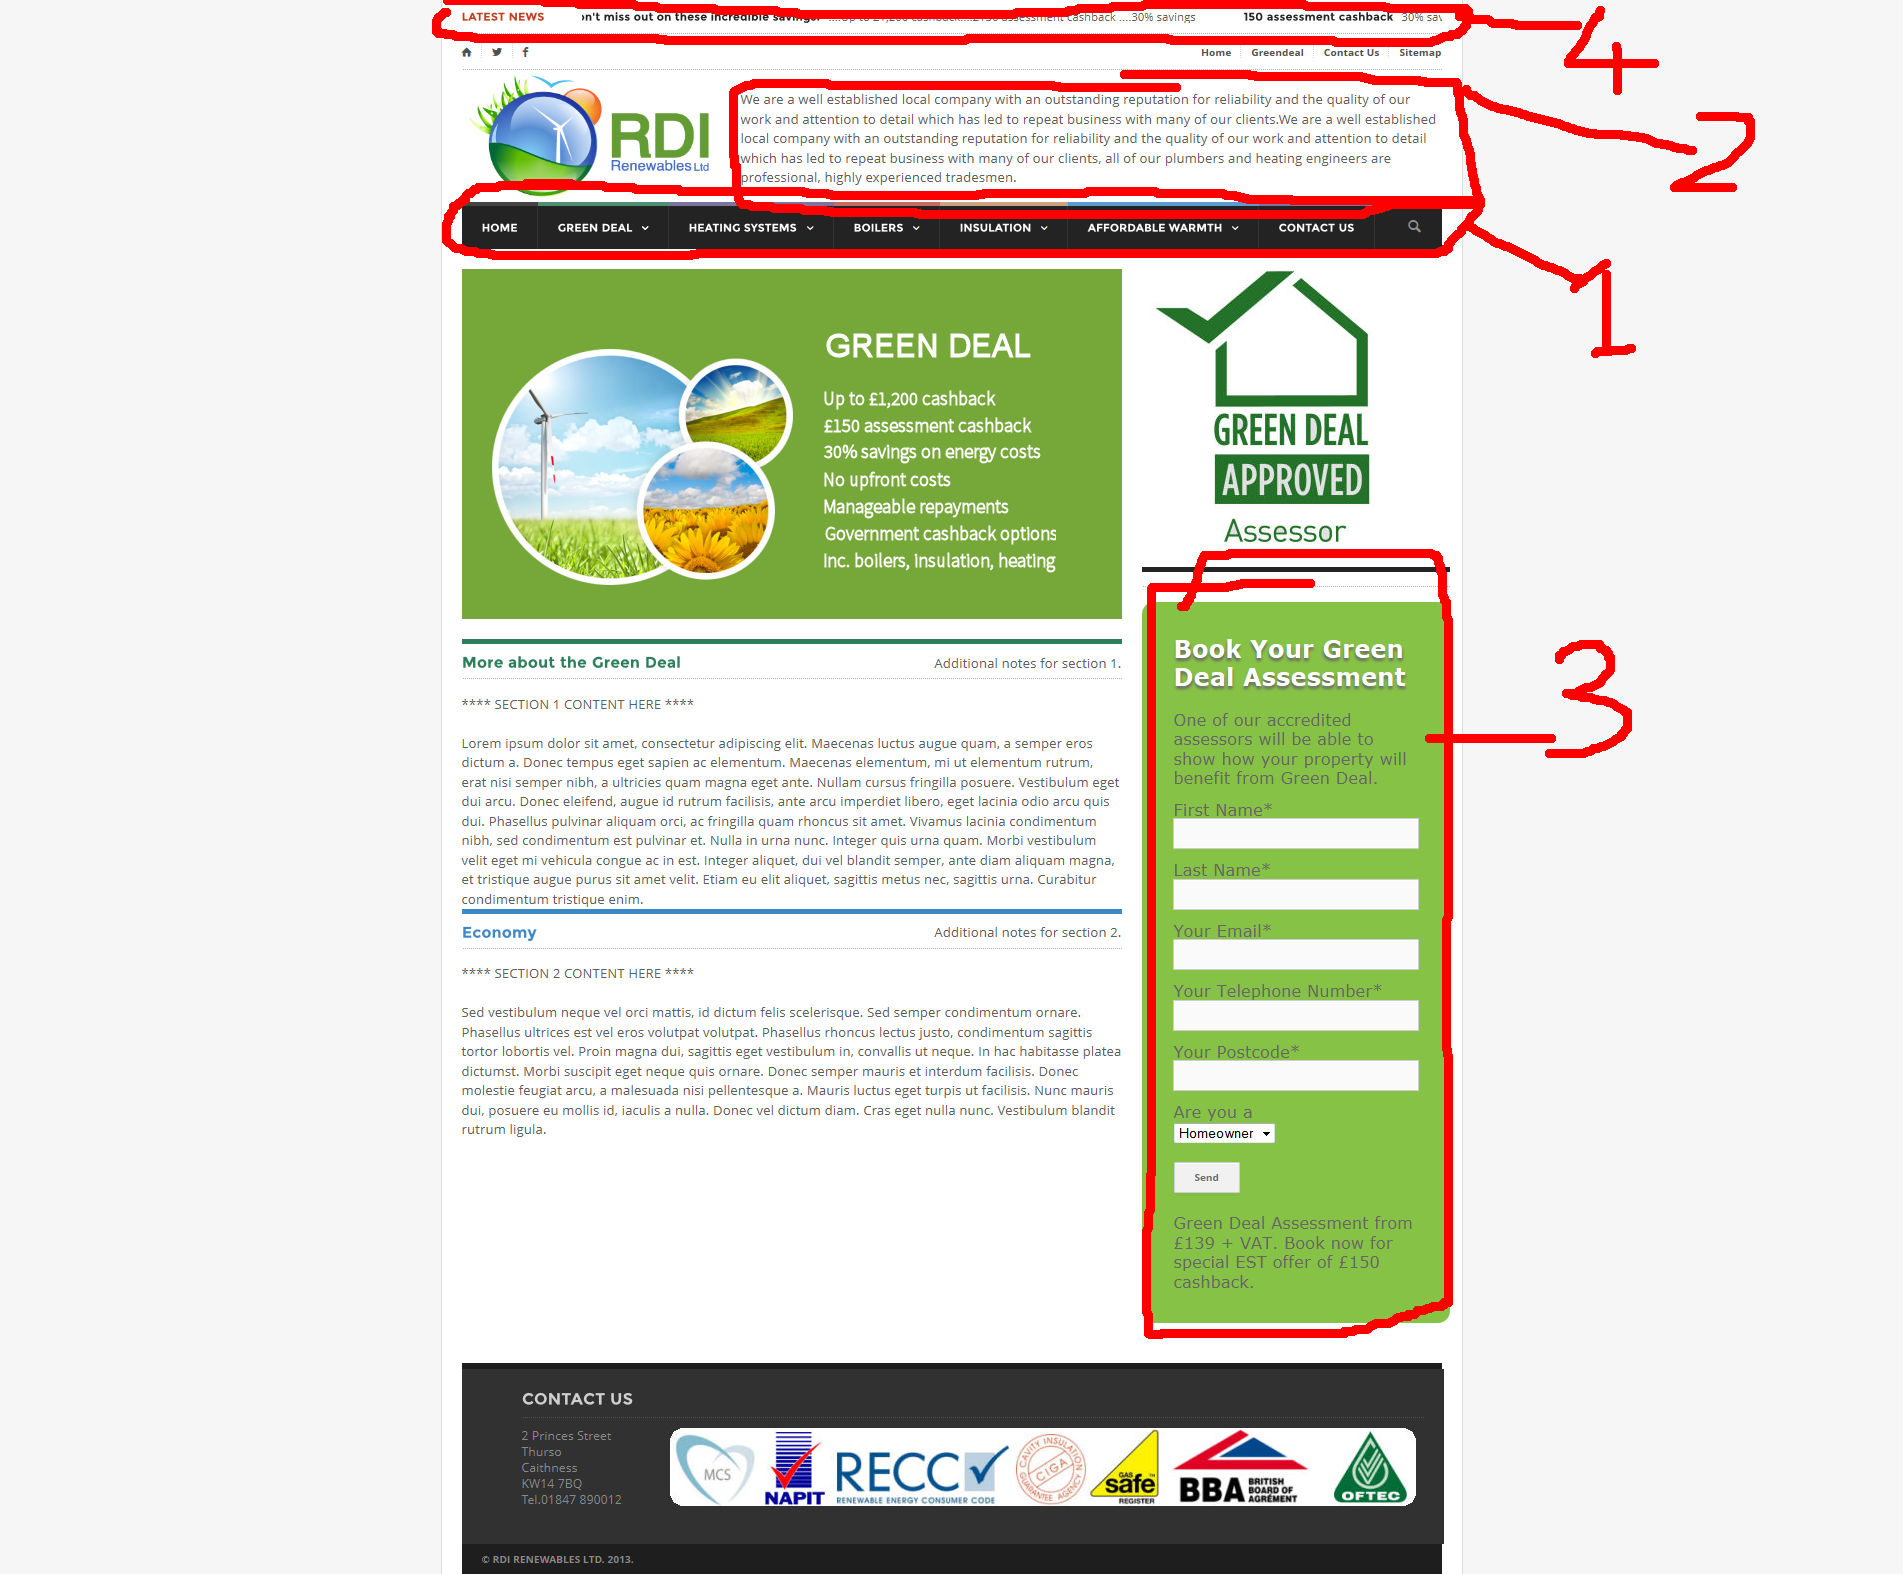 LATEST NEWS on't miss out on these incredible savings! ....Up to £1,200 cashback....£150 assessment cashback ....30% savings 150 assessment cashback 30% sav
4
Home Greendeal Contact Us Sitemap
RDI
Renewables Ltd
We are a well established local company with an outstanding reputation for reliability and the quality of our
work and attention to detail which has led to repeat business with many of our clients.We are a well established
local company with an outstanding reputation for reliability and the quality of our work and attention to detail
which has led to repeat business with many of our clients, all of our plumbers and heating engineers are
professional, highly experienced tradesmen.
2
HOME GREEN DEAL HEATING SYSTEMS BOILERS INSULATION AFFORDABLE WARMTH CONTACT US
1
GREEN DEAL
Up to £1,200 cashback
£150 assessment cashback
30% savings on energy costs
No upfront costs
Manageable repayments
Government cashback options
Inc. boilers, insulation, heating
GREEN DEAL
APPROVED
Assessor
More about the Green Deal Additional notes for section 1.
**** SECTION 1 CONTENT HERE ****
Lorem ipsum dolor sit amet, consectetur adipiscing elit. Maecenas luctus augue quam, a semper eros
dictum a. Donec tempus eget sapien ac elementum. Maecenas elementum, mi ut elementum rutrum,
erat nisi semper nibh, a ultricies quam magna eget ante. Nullam cursus fringilla posuere. Vestibulum eget
dui arcu. Donec eleifend, augue id rutrum facilisis, ante arcu imperdiet libero, eget lacinia odio arcu quis
dui. Phasellus pulvinar aliquam orci, ac fringilla quam rhoncus sit amet. Vivamus lacinia condimentum
nibh, sed condimentum est pulvinar et. Nulla in urna nunc. Integer quis urna quam. Morbi vestibulum
velit eget mi vehicula congue ac in est. Integer aliquet, dui vel blandit semper, ante diam aliquam magna,
et tristique augue purus sit amet velit. Etiam eu elit aliquet, sagittis metus nec, sagittis urna. Curabitur
condimentum tristique enim.
Economy Additional notes for section 2.
**** SECTION 2 CONTENT HERE ****
Sed vestibulum neque vel orci mattis, id dictum felis scelerisque. Sed semper condimentum ornare.
Phasellus ultrices est vel eros volutpat volutpat. Phasellus rhoncus lectus justo, condimentum sagittis
tortor lobortis vel. Proin magna dui, sagittis eget vestibulum in, convallis ut neque. In hac habitasse platea
dictumst. Morbi suscipit eget neque quis ornare. Donec semper mauris et interdum facilisis. Donec
molestie feugiat arcu, a malesuada nisi pellentesque a. Mauris luctus eget turpis ut facilisis. Nunc mauris
dui, posuere eu mollis id, iaculis a nulla. Donec vel dictum diam. Cras eget nulla nunc. Vestibulum blandit
rutrum ligula.
Book Your Green
Deal Assessment
One of our accredited
assessors will be able to
show how your property will
benefit from Green Deal.
3
First Name*
Last Name*
Your Email*
Your Telephone Number*
Your Postcode*
Are you a
Homeowner
Send
Green Deal Assessment from
£139 + VAT. Book now for
special EST offer of £150
cashback.
CONTACT US
2 Princes Street
Thurso
Caithness
KW14 7BQ
Tel.01847 890012
MCS
NAPIT
RECC
RENEWABLE ENERGY CONSUMER CODE
CAVITY INSULATION
CIGA
GUARANTEE AGENCY
GAS
safe
REGISTER
BBA BRITISH
BOARD OF
AGRÉMENT
OFTEC
© RDI RENEWABLES LTD. 2013.